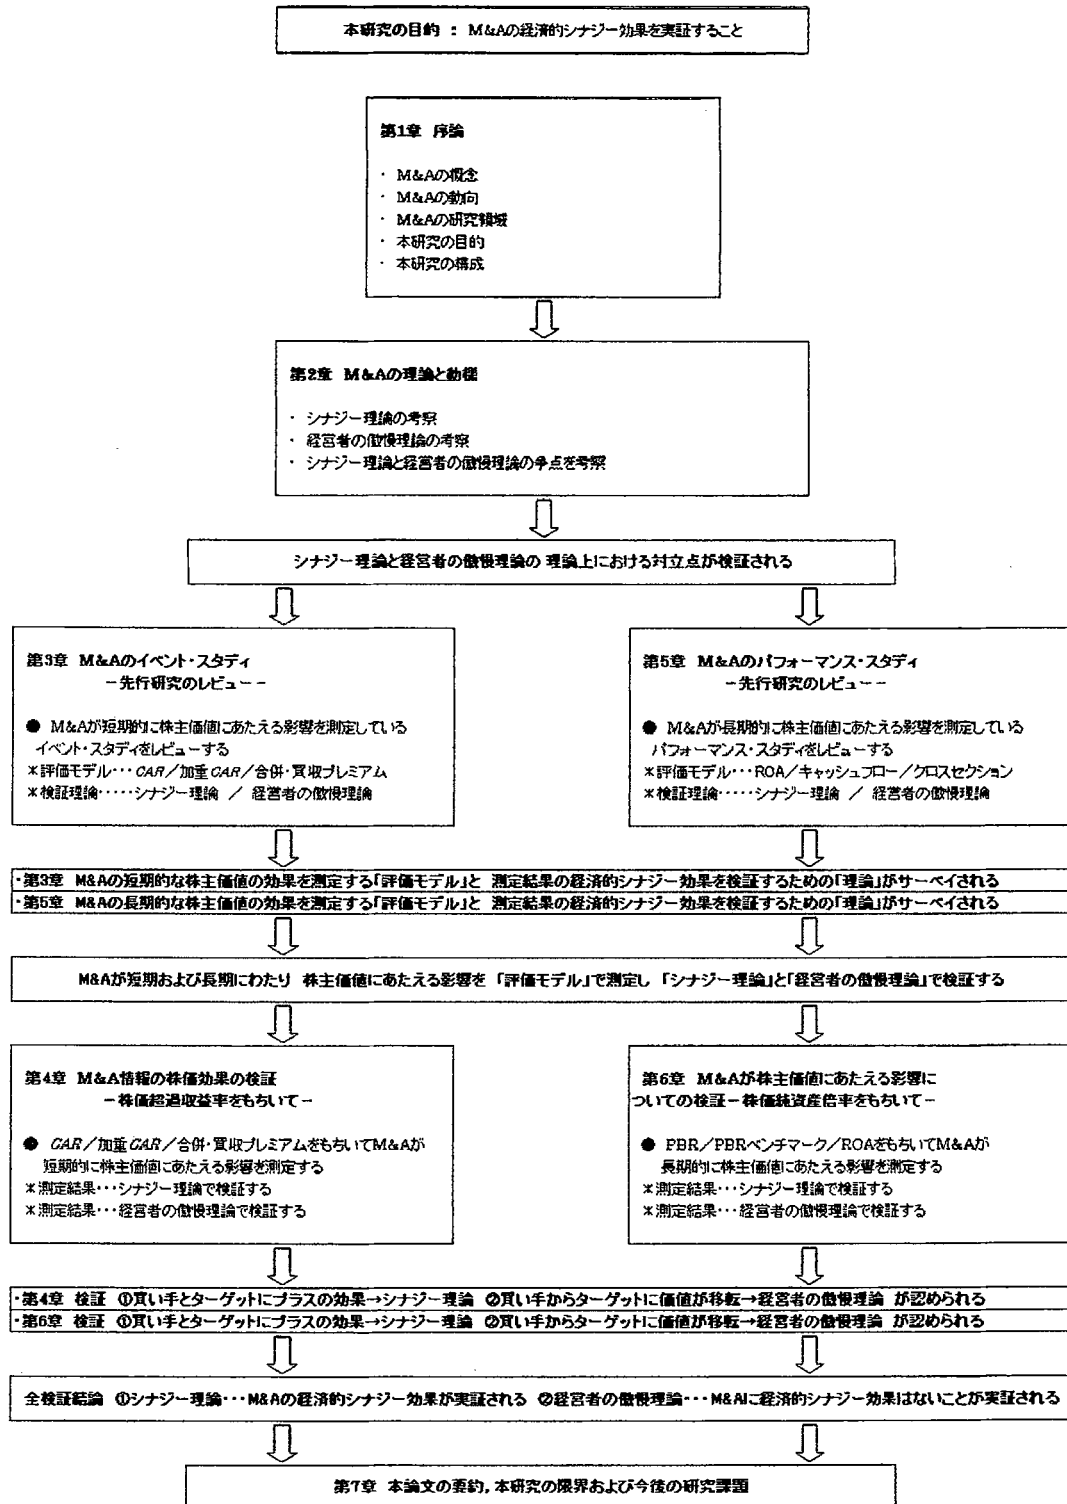 本研究の目的 ： M&Aの経済的シナジー効果を実証すること
第1章 序論
・ M&Aの概念
・ M&Aの動向
・ M&Aの研究領域
・ 本研究の目的
・ 本研究の構成
第2章 M&Aの理論と動機
・ シナジー理論の考察
・ 経営者の傲慢理論の考察
・ シナジー理論と経営者の傲慢理論の争点を考察
シナジー理論と経営者の傲慢理論の 理論上における対立点が検証される
第3章 M&Aのイベント・スタディ
－先行研究のレビュー－
● M&Aが短期的に株主価値にあたえる影響を測定している
イベント・スタディをレビューする
＊評価モデル・・・CAR／加重CAR／合併・買収プレミアム
＊検証理論・・・・・シナジー理論 ／ 経営者の傲慢理論
第5章 M&Aのパフォーマンス・スタディ
－先行研究のレビュー－
● M&Aが長期的に株主価値にあたえる影響を測定している
パフォーマンス・スタディをレビューする
＊評価モデル・・・ROA／キャッシュフロー／クロスセクション
＊検証理論・・・・・シナジー理論 ／ 経営者の傲慢理論
・第3章 M&Aの短期的な株主価値の効果を測定する「評価モデル」と 測定結果の経済的シナジー効果を検証するための「理論」がサーベイされる
・第5章 M&Aの長期的な株主価値の効果を測定する「評価モデル」と 測定結果の経済的シナジー効果を検証するための「理論」がサーベイされる
M&Aが短期および長期にわたり 株主価値にあたえる影響を 「評価モデル」で測定し 「シナジー理論」と「経営者の傲慢理論」で検証する
第4章 M&A情報の株価効果の検証
－株価超過収益率をもちいて－
● CAR／加重CAR／合併・買収プレミアムをもちいてM&Aが
短期的に株主価値にあたえる影響を測定する
＊測定結果・・・シナジー理論で検証する
＊測定結果・・・経営者の傲慢理論で検証する
第6章 M&Aが株主価値にあたえる影響に
ついての検証－株価純資産倍率をもちいて－
● PBR／PBRベンチマーク／ROAをもちいてM&Aが
長期的に株主価値にあたえる影響を測定する
＊測定結果・・・シナジー理論で検証する
＊測定結果・・・経営者の傲慢理論で検証する
・第4章 検証 ①買い手とターゲットにプラスの効果→シナジー理論 ②買い手からターゲットに価値が移転→経営者の傲慢理論 が認められる
・第6章 検証 ①買い手とターゲットにプラスの効果→シナジー理論 ②買い手からターゲットに価値が移転→経営者の傲慢理論 が認められる
全検証結論 ①シナジー理論・・・M&Aの経済的シナジー効果が実証される ②経営者の傲慢理論・・・M&Aに経済的シナジー効果はないことが実証される
第7章 本論文の要約，本研究の限界および今後の研究課題